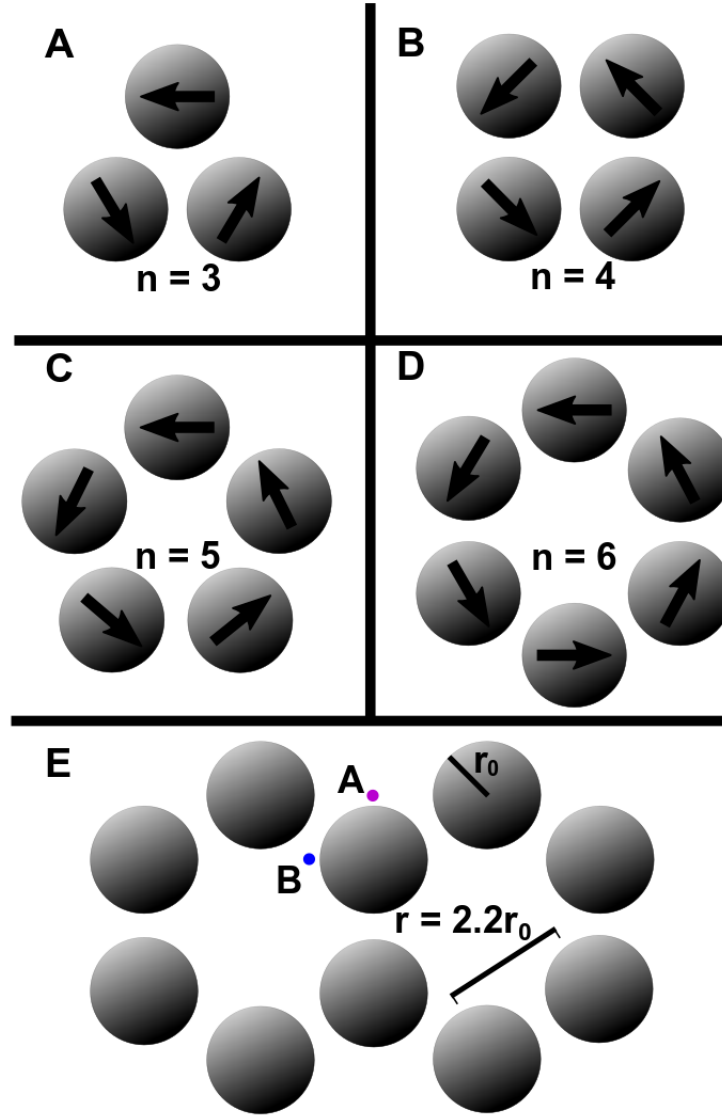 A
n = 3
B
n = 4
C
n = 5
D
n = 6
E
A
r₀
B
r = 2.2r₀